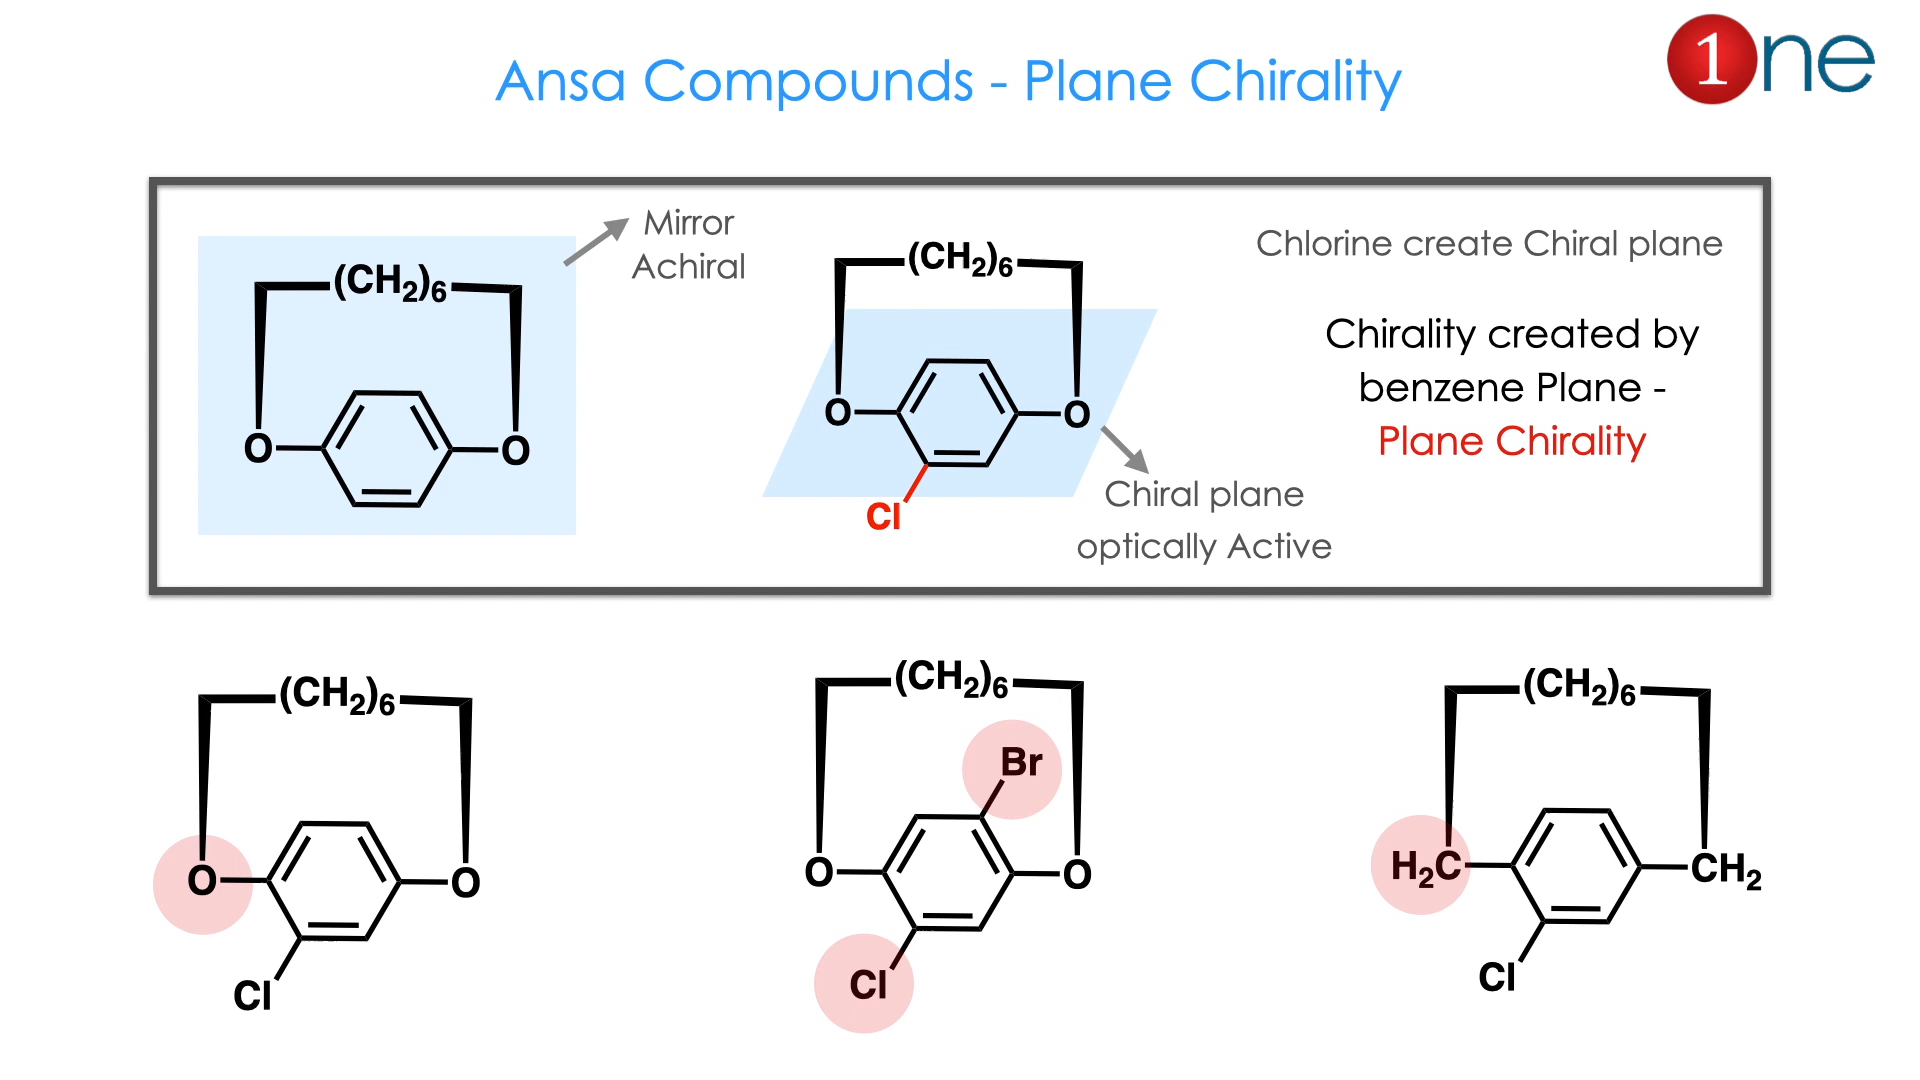 Ansa Compounds - Plane Chirality
1ne
Mirror
Achiral
(CH2)6
O
O
(CH2)6
O
O
Cl
Chiral plane
optically Active
Chlorine create Chiral plane
Chirality created by
benzene Plane -
Plane Chirality
(CH2)6
O
O
Cl
(CH2)6
Br
O
O
Cl
(CH2)6
H2C
CH2
Cl